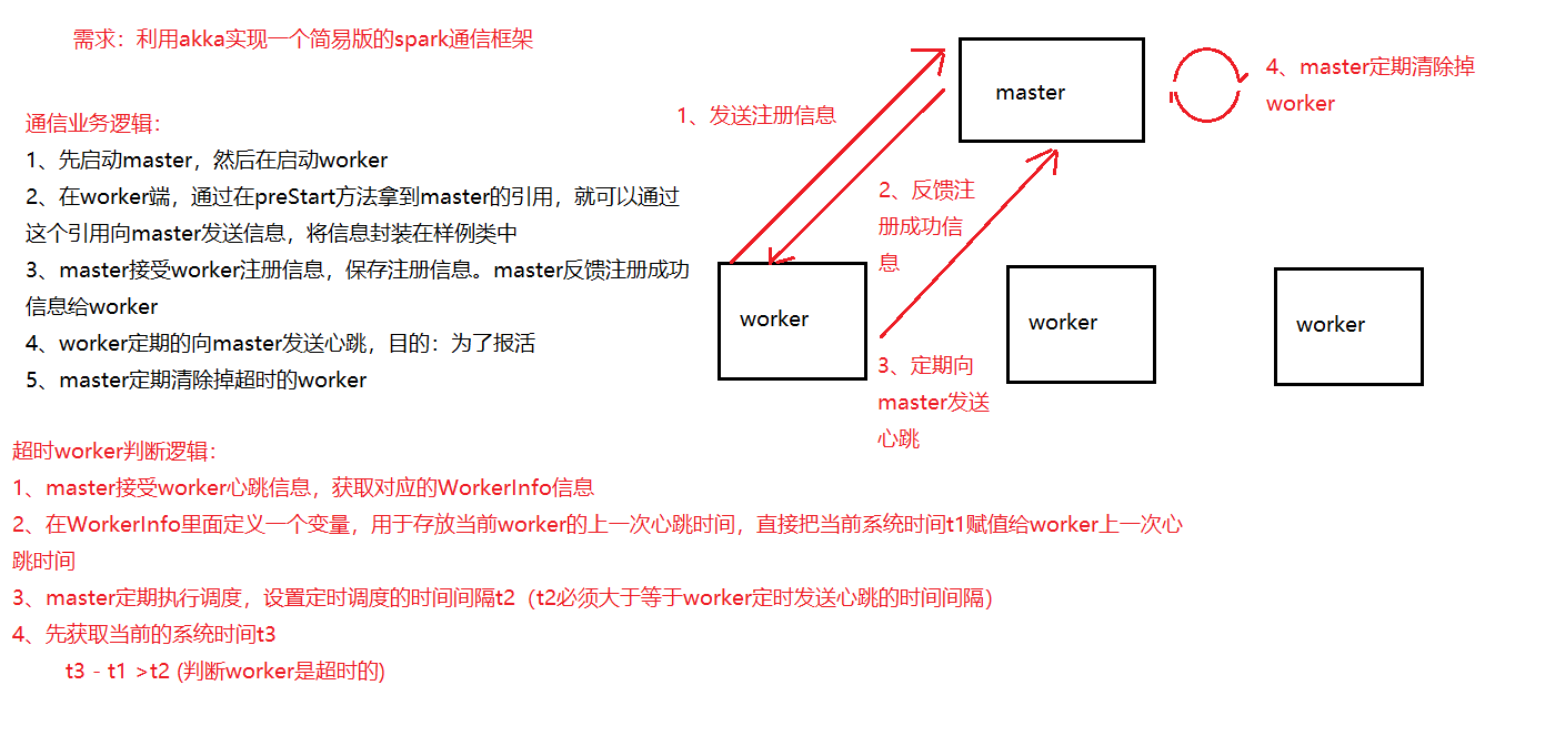 需求：利用akka实现一个简易版的spark通信框架
通信业务逻辑：
1、先启动master，然后在启动worker
2、在worker端，通过在preStart方法拿到master的引用，就可以通过
这个引用向master发送信息，将信息封装在样例类中
3、master接受worker注册信息，保存注册信息。master反馈注册成功
信息给worker
4、worker定期的向master发送心跳，目的：为了报活
5、master定期清除掉超时的worker
1、发送注册信息
master
4、master定期清除掉
worker
2、反馈注
册成功信
息
worker
worker
worker
3、定期向
master发送
心跳
超时worker判断逻辑：
1、master接受worker心跳信息，获取对应的WorkerInfo信息
2、在WorkerInfo里面定义一个变量，用于存放当前worker的上一次心跳时间，直接把当前系统时间t1赋值给worker上一次心
跳时间
3、master定期执行调度，设置定时调度的时间间隔t2（t2必须大于等于worker定时发送心跳的时间间隔）
4、先获取当前的系统时间t3
t3 - t1 >t2 (判断worker是超时的)